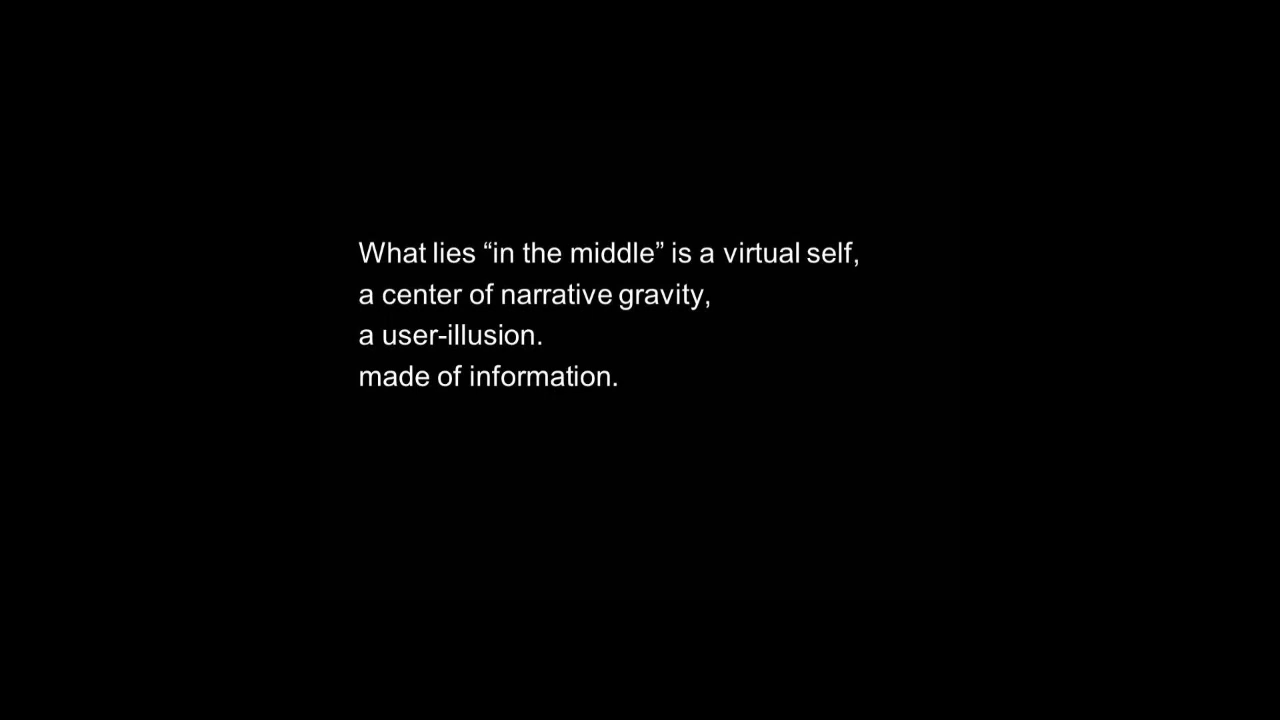 What lies “in the middle” is a virtual self,
a center of narrative gravity,
a user-illusion.
made of information.